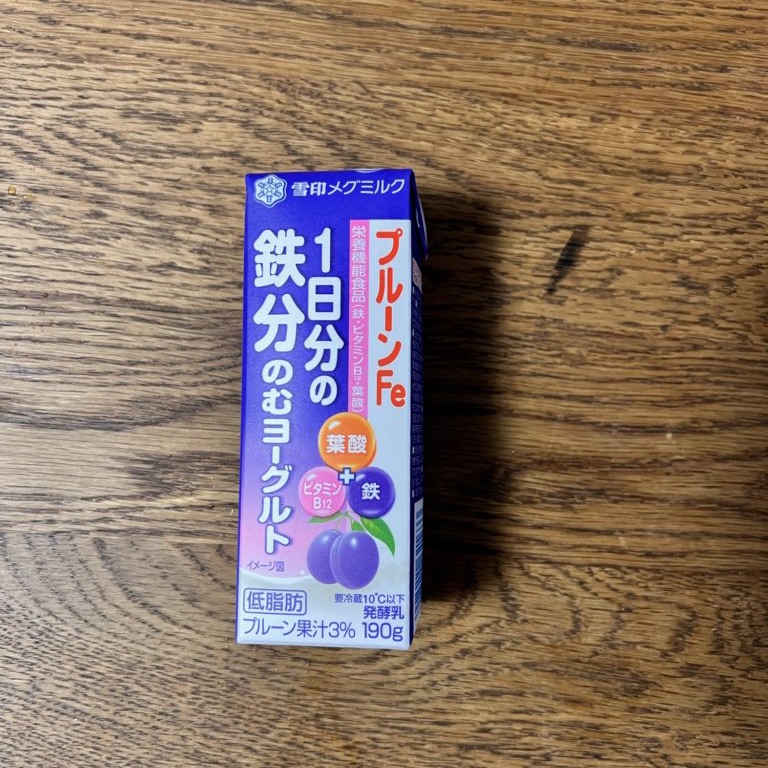 雪印メグミルク
プルーンFe
栄養機能食品(鉄・ビタミンB12・葉酸)
1日分の
鉄分のむヨーグルト
葉酸
+
ビタミン
B12
鉄
イメージ図
低脂肪
要冷蔵10℃以下
発酵乳
プルーン果汁3% 190g